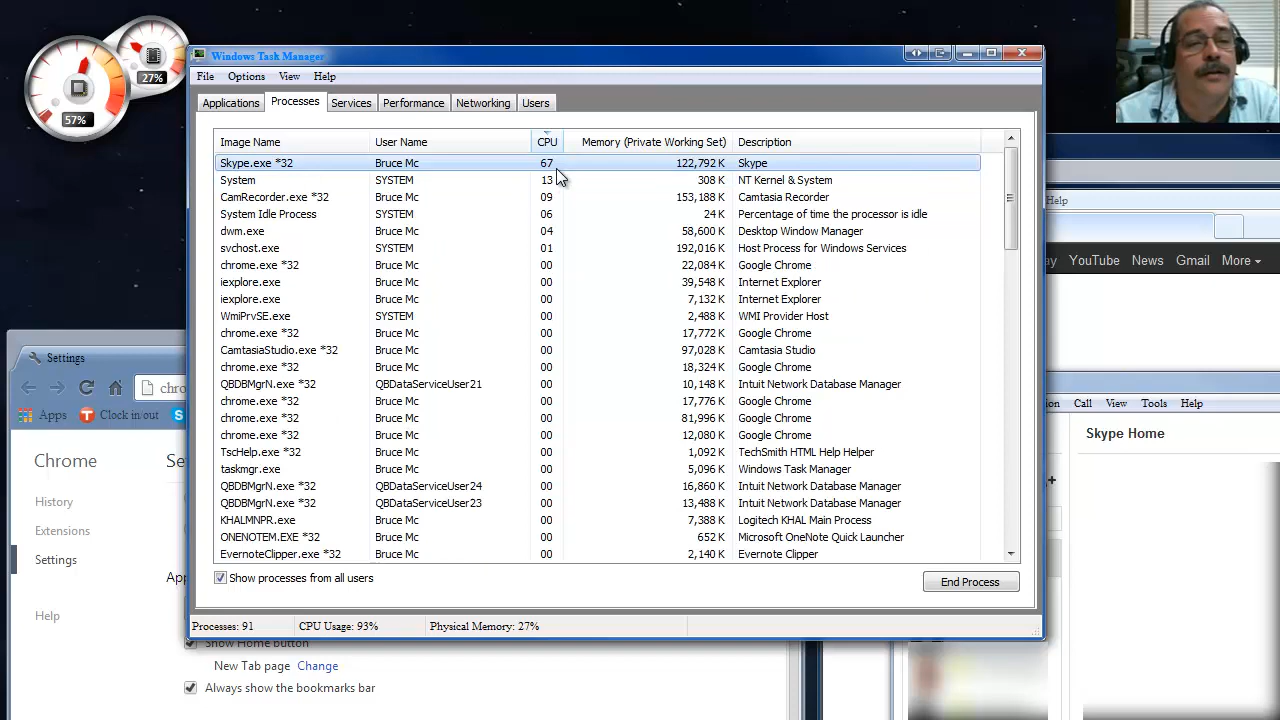 27%
57%
Windows Task Manager
File Options View Help
Applications Processes Services Performance Networking Users
Image Name User Name CPU Memory (Private Working Set) Description
Skype.exe *32 Bruce Mc 67 122,792 K Skype
System SYSTEM 13 308 K NT Kernel & System
CamRecorder.exe *32 Bruce Mc 09 153,188 K Camtasia Recorder
System Idle Process SYSTEM 06 24 K Percentage of time the processor is idle
dwm.exe Bruce Mc 04 58,600 K Desktop Window Manager
svchost.exe SYSTEM 01 192,016 K Host Process for Windows Services
chrome.exe *32 Bruce Mc 00 22,084 K Google Chrome
iexplore.exe Bruce Mc 00 39,548 K Internet Explorer
iexplore.exe Bruce Mc 00 7,132 K Internet Explorer
WmiPrvSE.exe SYSTEM 00 2,488 K WMI Provider Host
chrome.exe *32 Bruce Mc 00 17,772 K Google Chrome
CamtasiaStudio.exe *32 Bruce Mc 00 97,028 K Camtasia Studio
chrome.exe *32 Bruce Mc 00 18,324 K Google Chrome
QBDBMgrN.exe *32 QBDataServiceUser21 00 10,148 K Intuit Network Database Manager
chrome.exe *32 Bruce Mc 00 17,776 K Google Chrome
chrome.exe *32 Bruce Mc 00 81,996 K Google Chrome
chrome.exe *32 Bruce Mc 00 12,080 K Google Chrome
TscHelp.exe *32 Bruce Mc 00 1,092 K TechSmith HTML Help Helper
taskmgr.exe Bruce Mc 00 5,096 K Windows Task Manager
QBDBMgrN.exe *32 QBDataServiceUser24 00 16,860 K Intuit Network Database Manager
QBDBMgrN.exe *32 QBDataServiceUser23 00 13,488 K Intuit Network Database Manager
KHALMNPR.exe Bruce Mc 00 7,388 K Logitech KHAL Main Process
ONENOTEM.EXE *32 Bruce Mc 00 652 K Microsoft OneNote Quick Launcher
EvernoteClipper.exe *32 Bruce Mc 00 2,140 K Evernote Clipper
Show processes from all users End Process
Processes: 91 CPU Usage: 93% Physical Memory: 27%
Help
YouTube News Gmail More
Call View Tools Help
Skype Home
Settings
chro
Apps T Clock in/out S
Chrome
History
Extensions
Settings
Help
Show Home button
New Tab page Change
Always show the bookmarks bar